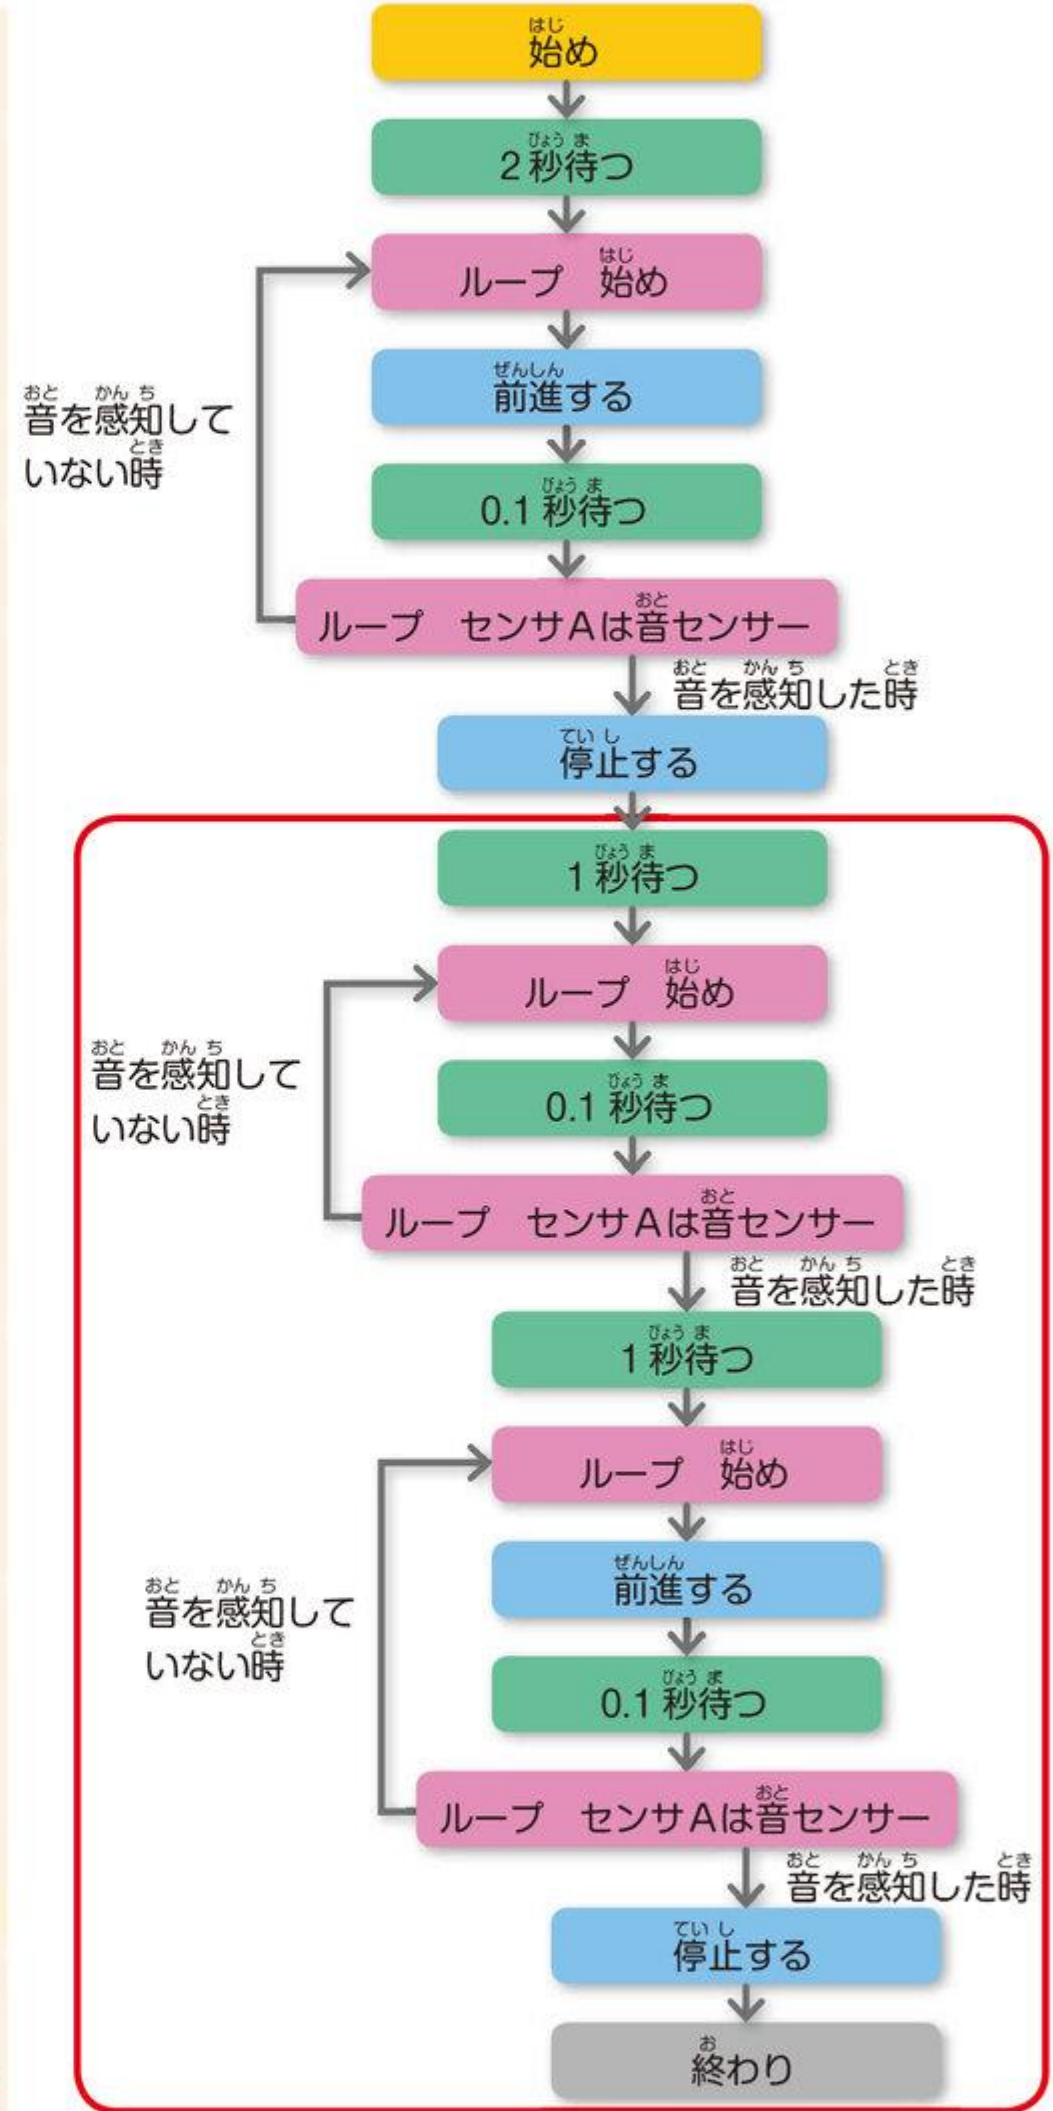 始め
2秒待つ
ループ　始め
前進する
音を感知して
いない時
0.1秒待つ
ループ　センサAは音センサー
音を感知した時
停止する
1秒待つ
ループ　始め
音を感知して
いない時
0.1秒待つ
ループ　センサAは音センサー
音を感知した時
1秒待つ
ループ　始め
前進する
音を感知して
いない時
0.1秒待つ
ループ　センサAは音センサー
音を感知した時
停止する
終わり